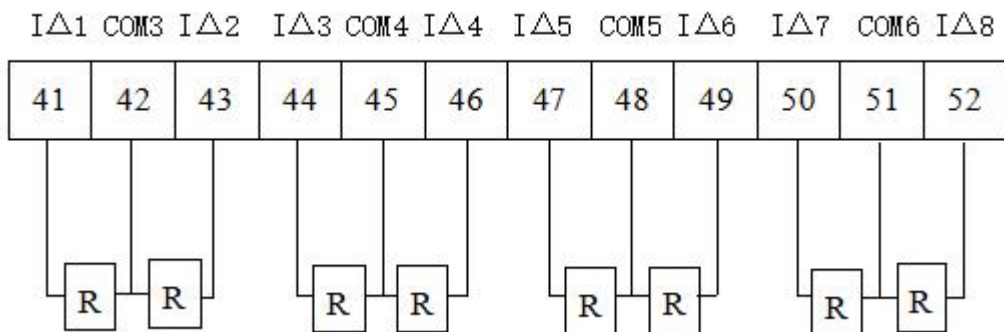 I△1 COM3 I△2 I△3 COM4 I△4 I△5 COM5 I△6 I△7 COM6 I△8
41 42 43 44 45 46 47 48 49 50 51 52
R R R R R R R R